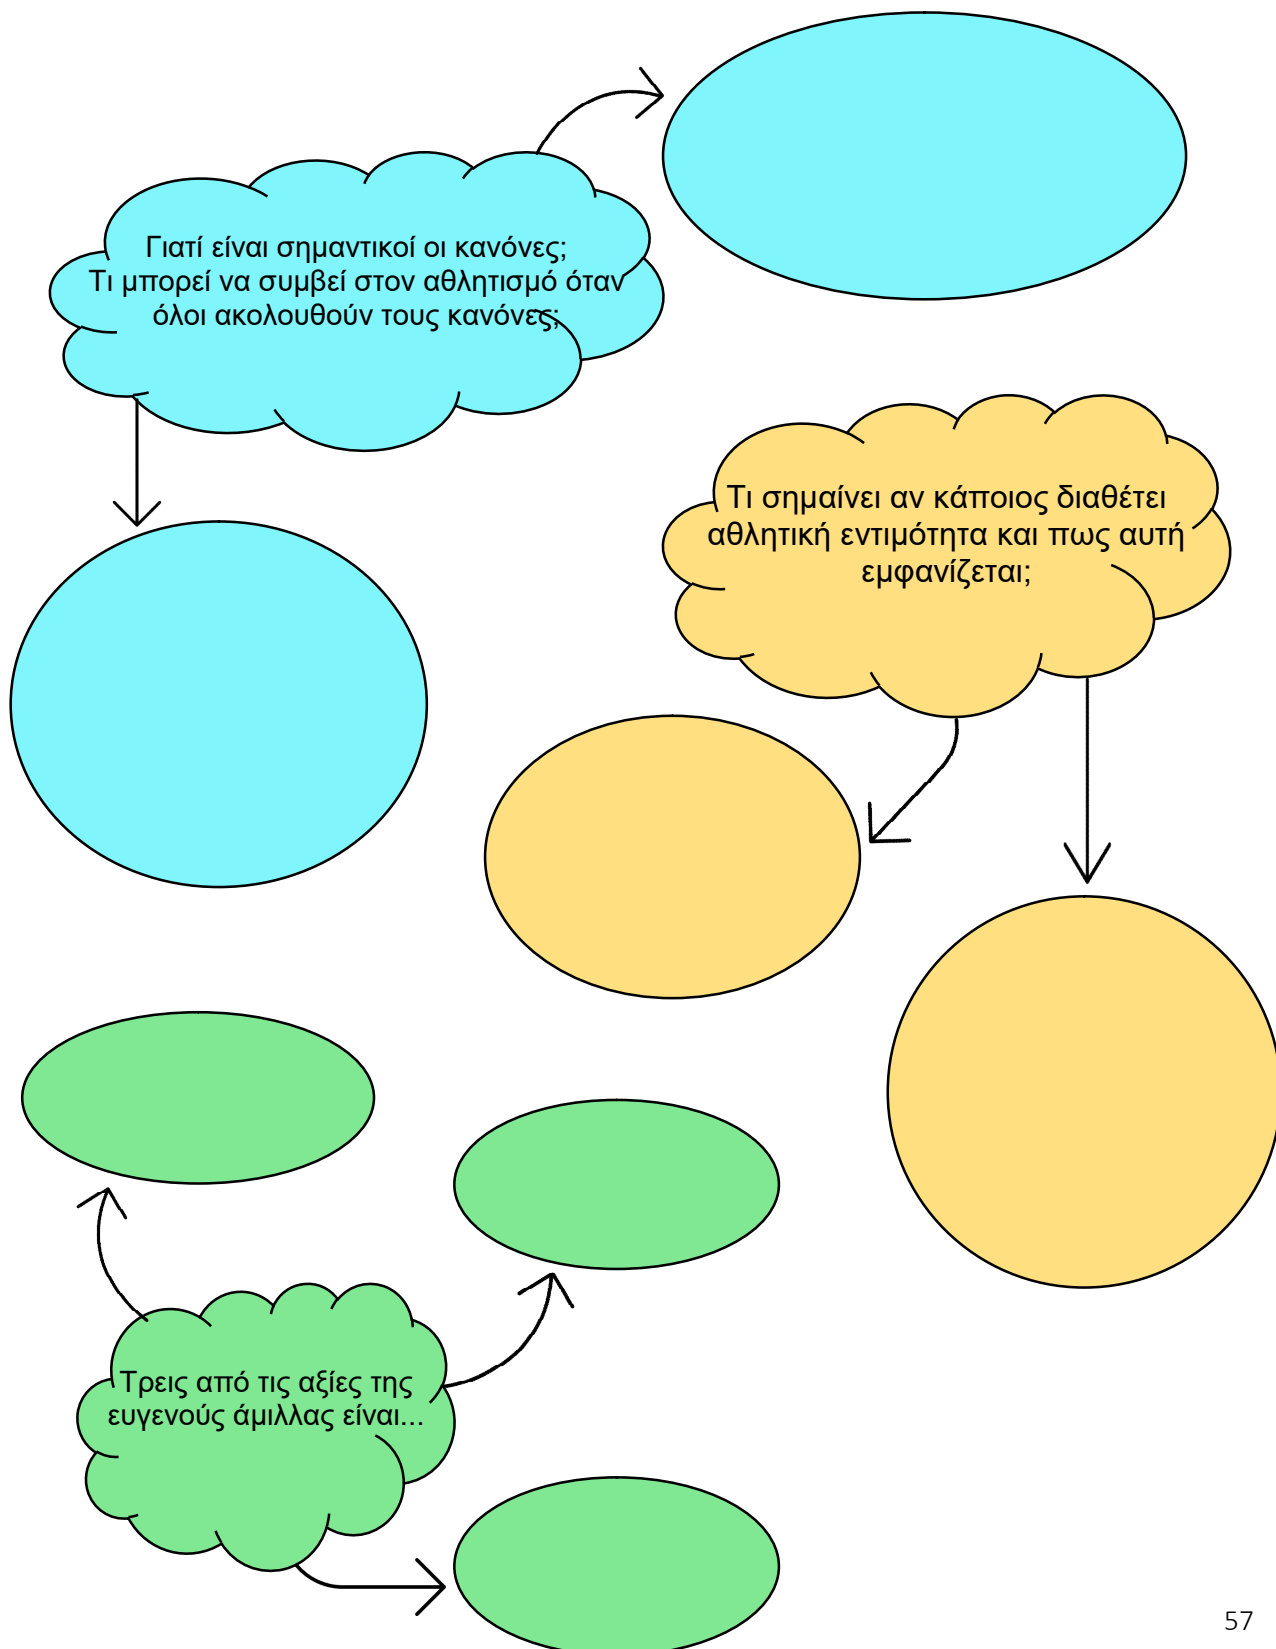 Γιατί είναι σημαντικοί οι κανόνες;
Τι μπορεί να συμβεί στον αθλητισμό όταν
όλοι ακολουθούν τους κανόνες;
Τι σημαίνει αν κάποιος διαθέτει
αθλητική εντιμότητα και πως αυτή
εμφανίζεται;
Τρεις από τις αξίες της
ευγενούς άμιλλας είναι...
57